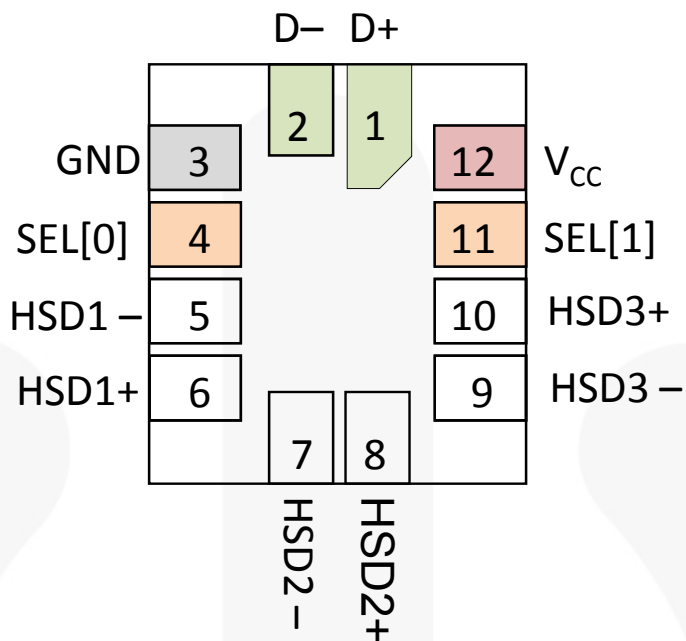 D– D+
2 1
GND 3 12 VCC
SEL[0] 4 11 SEL[1]
HSD1 – 5 10 HSD3+
HSD1+ 6 9 HSD3 –
7 8
HSD2 –
HSD2+